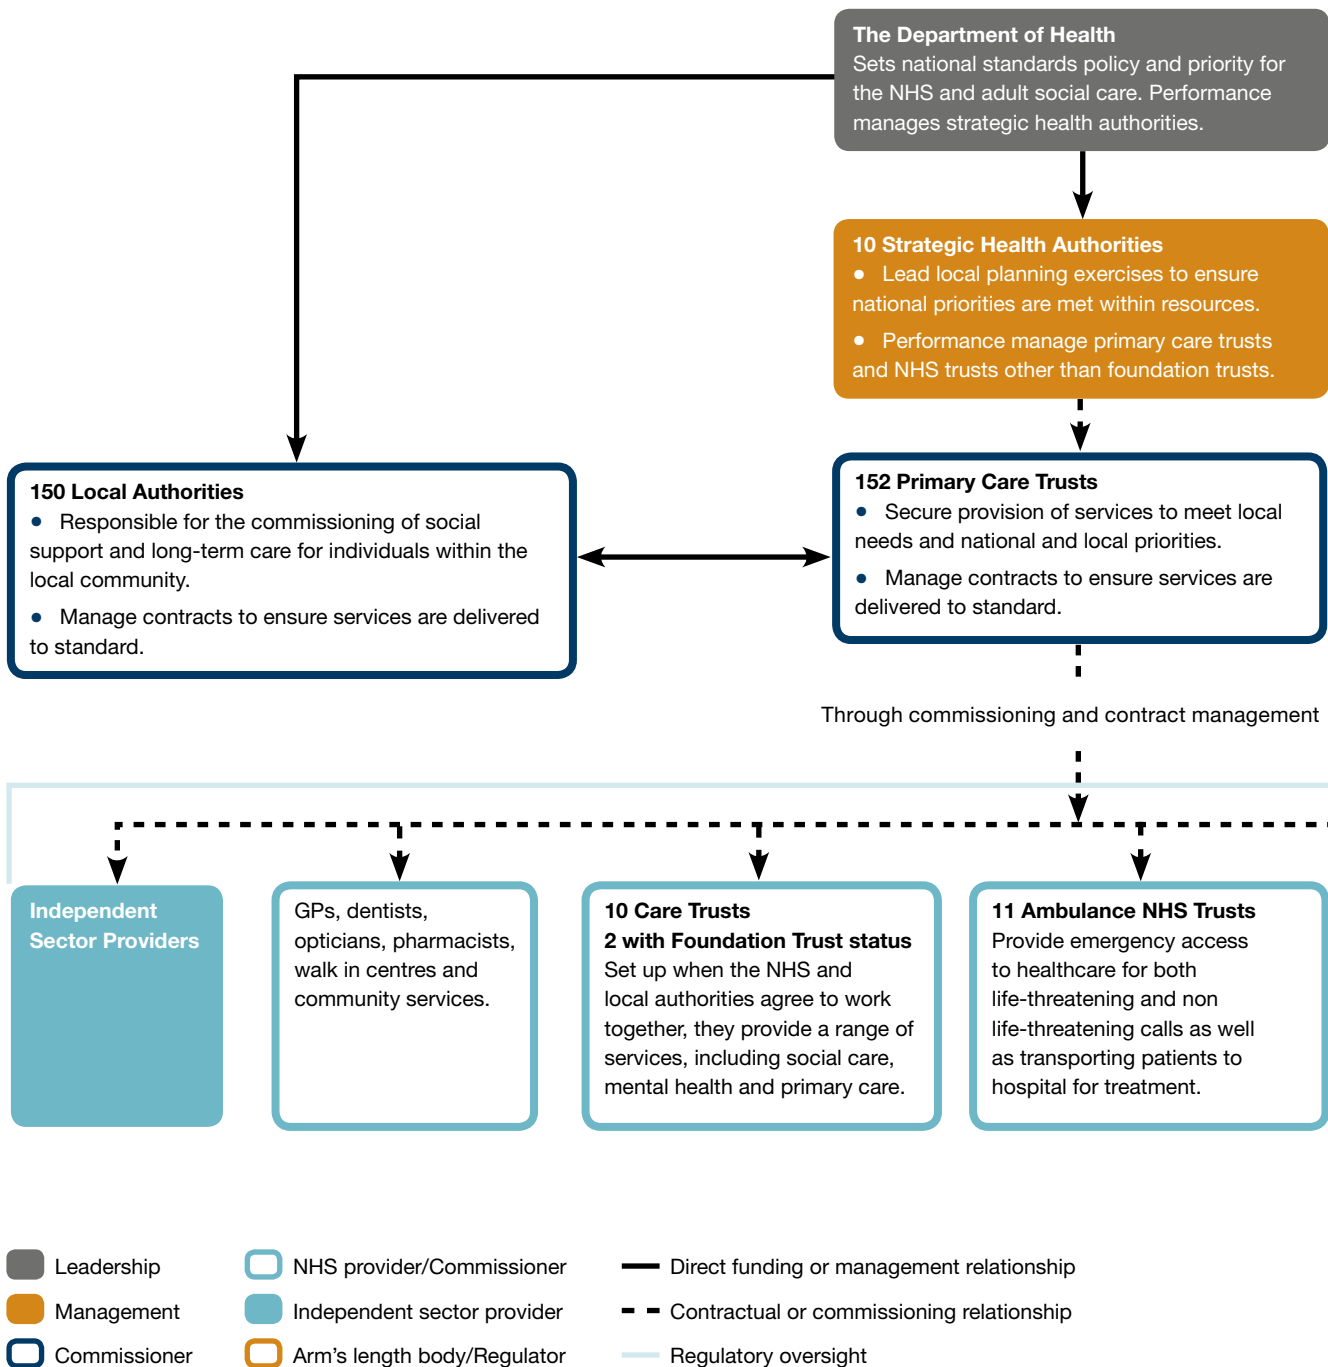 The Department of Health
Sets national standards policy and priority for
the NHS and adult social care. Performance
manages strategic health authorities.
10 Strategic Health Authorities
● Lead local planning exercises to ensure
national priorities are met within resources.
● Performance manage primary care trusts
and NHS trusts other than foundation trusts.
150 Local Authorities
● Responsible for the commissioning of social
support and long-term care for individuals within the
local community.
● Manage contracts to ensure services are delivered
to standard.
152 Primary Care Trusts
● Secure provision of services to meet local
needs and national and local priorities.
● Manage contracts to ensure services are
delivered to standard.
Through commissioning and contract management
Independent
Sector Providers
GPs, dentists,
opticians, pharmacists,
walk in centres and
community services.
10 Care Trusts
2 with Foundation Trust status
Set up when the NHS and
local authorities agree to work
together, they provide a range of
services, including social care,
mental health and primary care.
11 Ambulance NHS Trusts
Provide emergency access
to healthcare for both
life-threatening and non
life-threatening calls as well
as transporting patients to
hospital for treatment.
Leadership
Management
Commissioner
NHS provider/Commissioner
Independent sector provider
Arm's length body/Regulator
Direct funding or management relationship
Contractual or commissioning relationship
Regulatory oversight